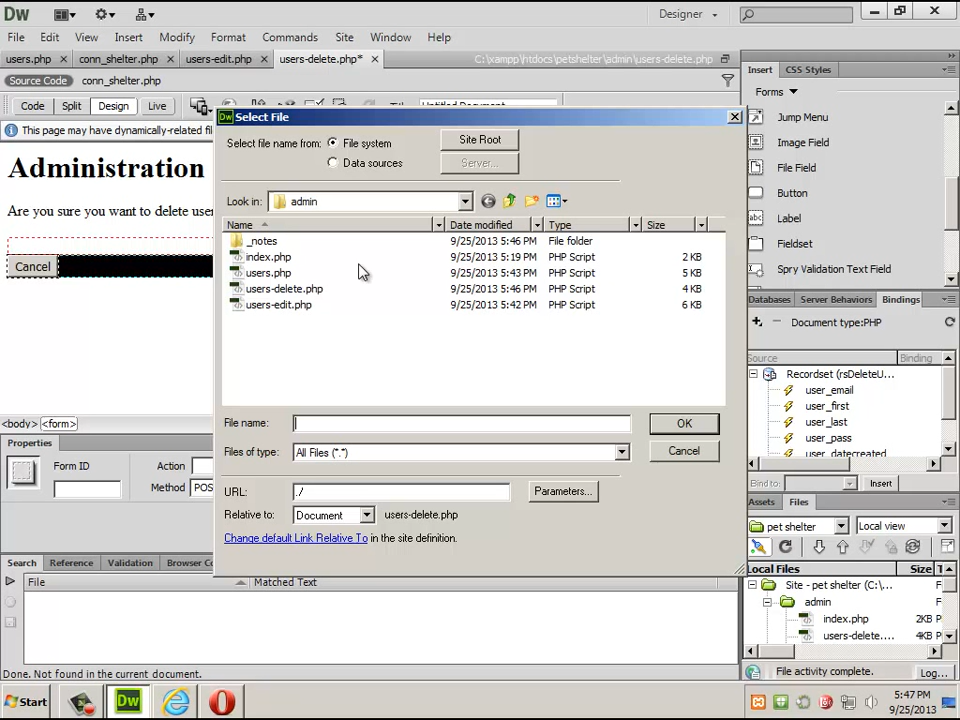 Dw
Designer
File Edit View Insert Modify Format Commands Site Window Help
users.php conn_shelter.php users-edit.php users-delete.php* C:\xampp\htdocs\petshelter\admin\users-delete.php
Source Code conn_shelter.php
Code Split Design Live
Untitled Document
This page may have dynamically-related fil
Administration
Are you sure you want to delete user
Cancel
<body> <form>
Properties
Form ID Action
Method POS
Search Reference Validation Browser Co
File Matched Text
Done. Not found in the current document.
Select File
Select file name from: File system
Data sources
Site Root
Server...
Look in: admin
Name Date modified Type Size
_notes 9/25/2013 5:46 PM File folder
index.php 9/25/2013 5:19 PM PHP Script 2 KB
users.php 9/25/2013 5:43 PM PHP Script 5 KB
users-delete.php 9/25/2013 5:46 PM PHP Script 4 KB
users-edit.php 9/25/2013 5:42 PM PHP Script 6 KB
File name: OK
Files of type: All Files (*.*) Cancel
URL: ./ Parameters...
Relative to: Document users-delete.php
Change default Link Relative To in the site definition.
Insert CSS Styles
Forms
Jump Menu
Image Field
File Field
Button
Label
Fieldset
Spry Validation Text Field
Databases Server Behaviors Bindings
Document type:PHP
Source Binding
Recordset (rsDeleteU...
user_email
user_first
user_last
user_pass
user_datecreated
Bind to: Insert
Assets Files
pet shelter Local view
Local Files Size T
Site - pet shelter (C:\... F
admin F
index.php 2KB P
users-delete.... 4KB P
File activity complete. Log...
Start Dw
5:47 PM
9/25/2013